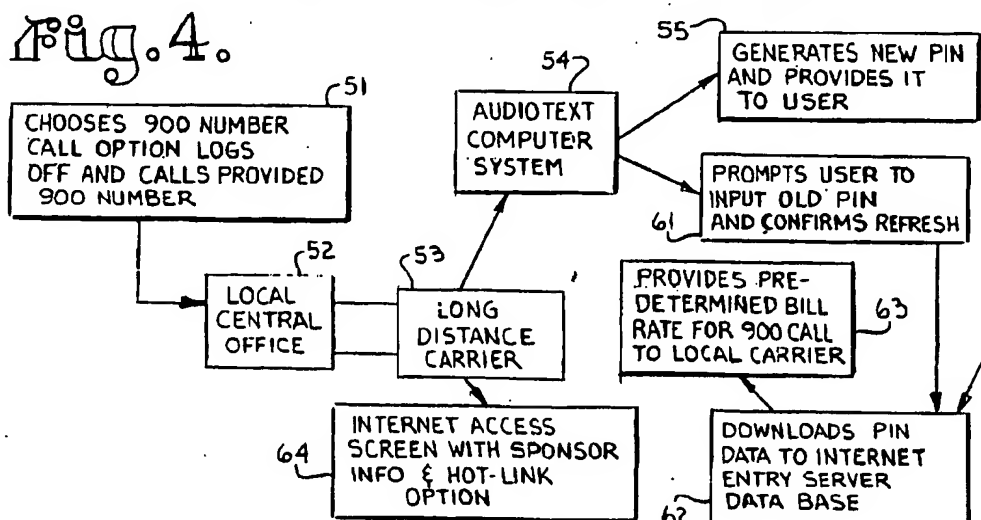 Fig. 4.
51
CHOOSES 900 NUMBER
CALL OPTION LOGS
OFF AND CALLS PROVIDED
900 NUMBER
52
LOCAL
CENTRAL
OFFICE
53
LONG
DISTANCE
CARRIER
54
AUDIOTEXT
COMPUTER
SYSTEM
55
GENERATES NEW PIN
AND PROVIDES IT
TO USER
PROMPTS USER TO
INPUT OLD PIN
AND CONFIRMS REFRESH
61
PROVIDES PRE-
DETERMINED BILL
RATE FOR 900 CALL
TO LOCAL CARRIER
63
INTERNET ACCESS
SCREEN WITH SPONSOR
INFO & HOT-LINK
OPTION
64
DOWNLOADS PIN
DATA TO INTERNET
ENTRY SERVER
DATA BASE
62